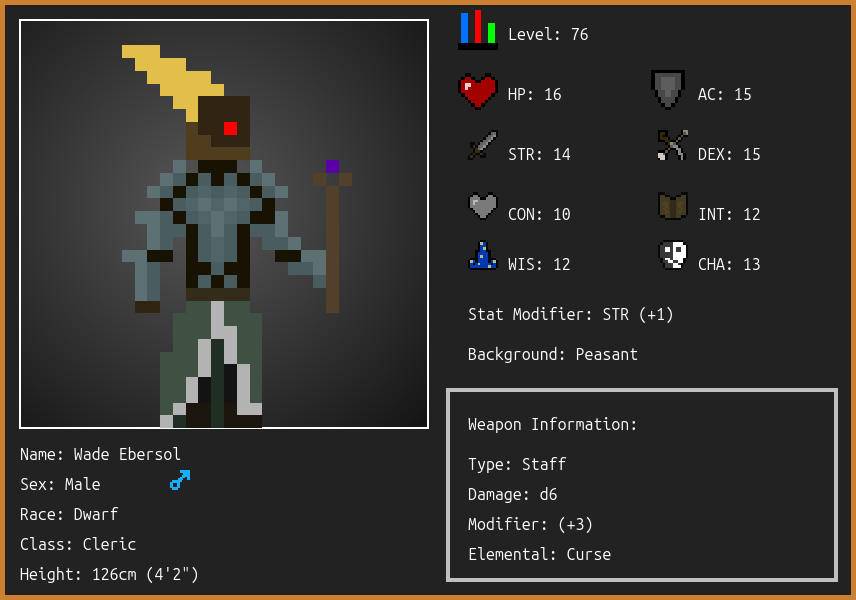 Level: 76
HP: 16
AC: 15
STR: 14
DEX: 15
CON: 10
INT: 12
WIS: 12
CHA: 13
Stat Modifier: STR (+1)
Background: Peasant
Weapon Information:
Type: Staff
Damage: d6
Modifier: (+3)
Elemental: Curse
Name: Wade Ebersol
Sex: Male
Race: Dwarf
Class: Cleric
Height: 126cm (4'2")